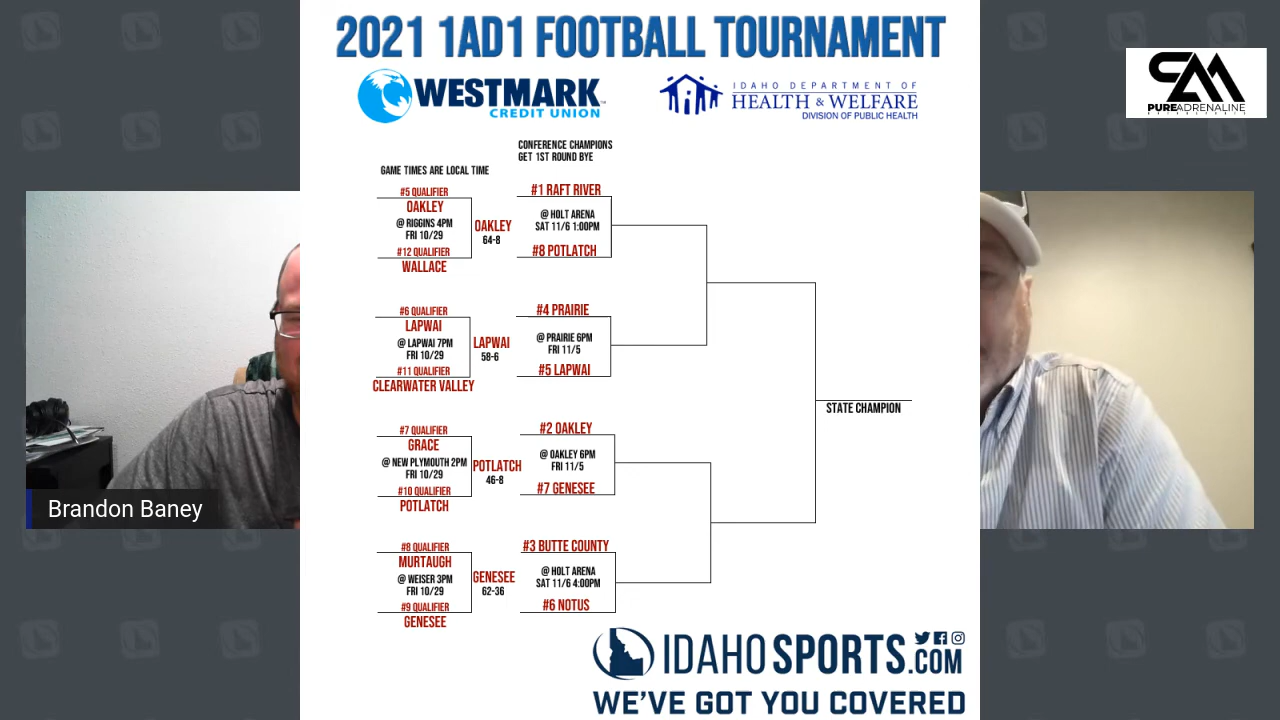 2021 1AD1 FOOTBALL TOURNAMENT
WESTMARK
CREDIT UNION
IDAHO DEPARTMENT OF
HEALTH & WELFARE
DIVISION OF PUBLIC HEALTH
PUREADRENALINE
CONFERENCE CHAMPIONS
GET 1ST ROUND BYE
GAME TIMES ARE LOCAL TIME
#5 QUALIFIER
OAKLEY
@ RIGGINS 4PM
FRI 10/29
#12 QUALIFIER
WALLACE
OAKLEY
64-8
#1 RAFT RIVER
@ HOLT ARENA
SAT 11/6 1:00PM
#8 POTLATCH
#6 QUALIFIER
LAPWAI
@ LAPWAI 7PM
FRI 10/29
#11 QUALIFIER
CLEARWATER VALLEY
LAPWAI
58-6
#4 PRAIRIE
@ PRAIRIE 6PM
FRI 11/5
#5 LAPWAI
STATE CHAMPION
#7 QUALIFIER
GRACE
@ NEW PLYMOUTH 2PM
FRI 10/29
#10 QUALIFIER
POTLATCH
POTLATCH
46-8
#2 OAKLEY
@ OAKLEY 6PM
FRI 11/5
#7 GENESEE
#8 QUALIFIER
MURTAUGH
@ WEISER 3PM
FRI 10/29
#9 QUALIFIER
GENESEE
GENESEE
62-36
#3 BUTTE COUNTY
@ HOLT ARENA
SAT 11/6 4:00PM
#6 NOTUS
Brandon Baney
IDAHOSPORTS.COM
WE'VE GOT YOU COVERED